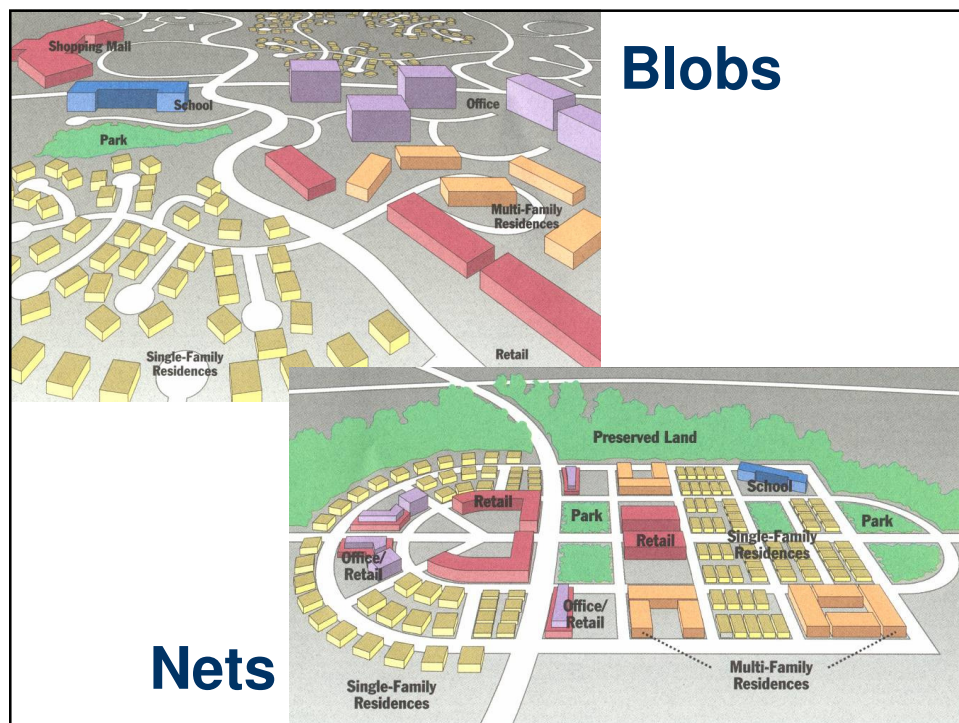 Blobs
Shopping Mall
School
Office
Park
Multi-Family
Residences
Single-Family
Residences
Retail
Preserved Land
School
Retail
Park
Park
Retail
Single-Family
Residences
Office/
Retail
Office/
Retail
Nets
Single-Family
Residences
Multi-Family
Residences